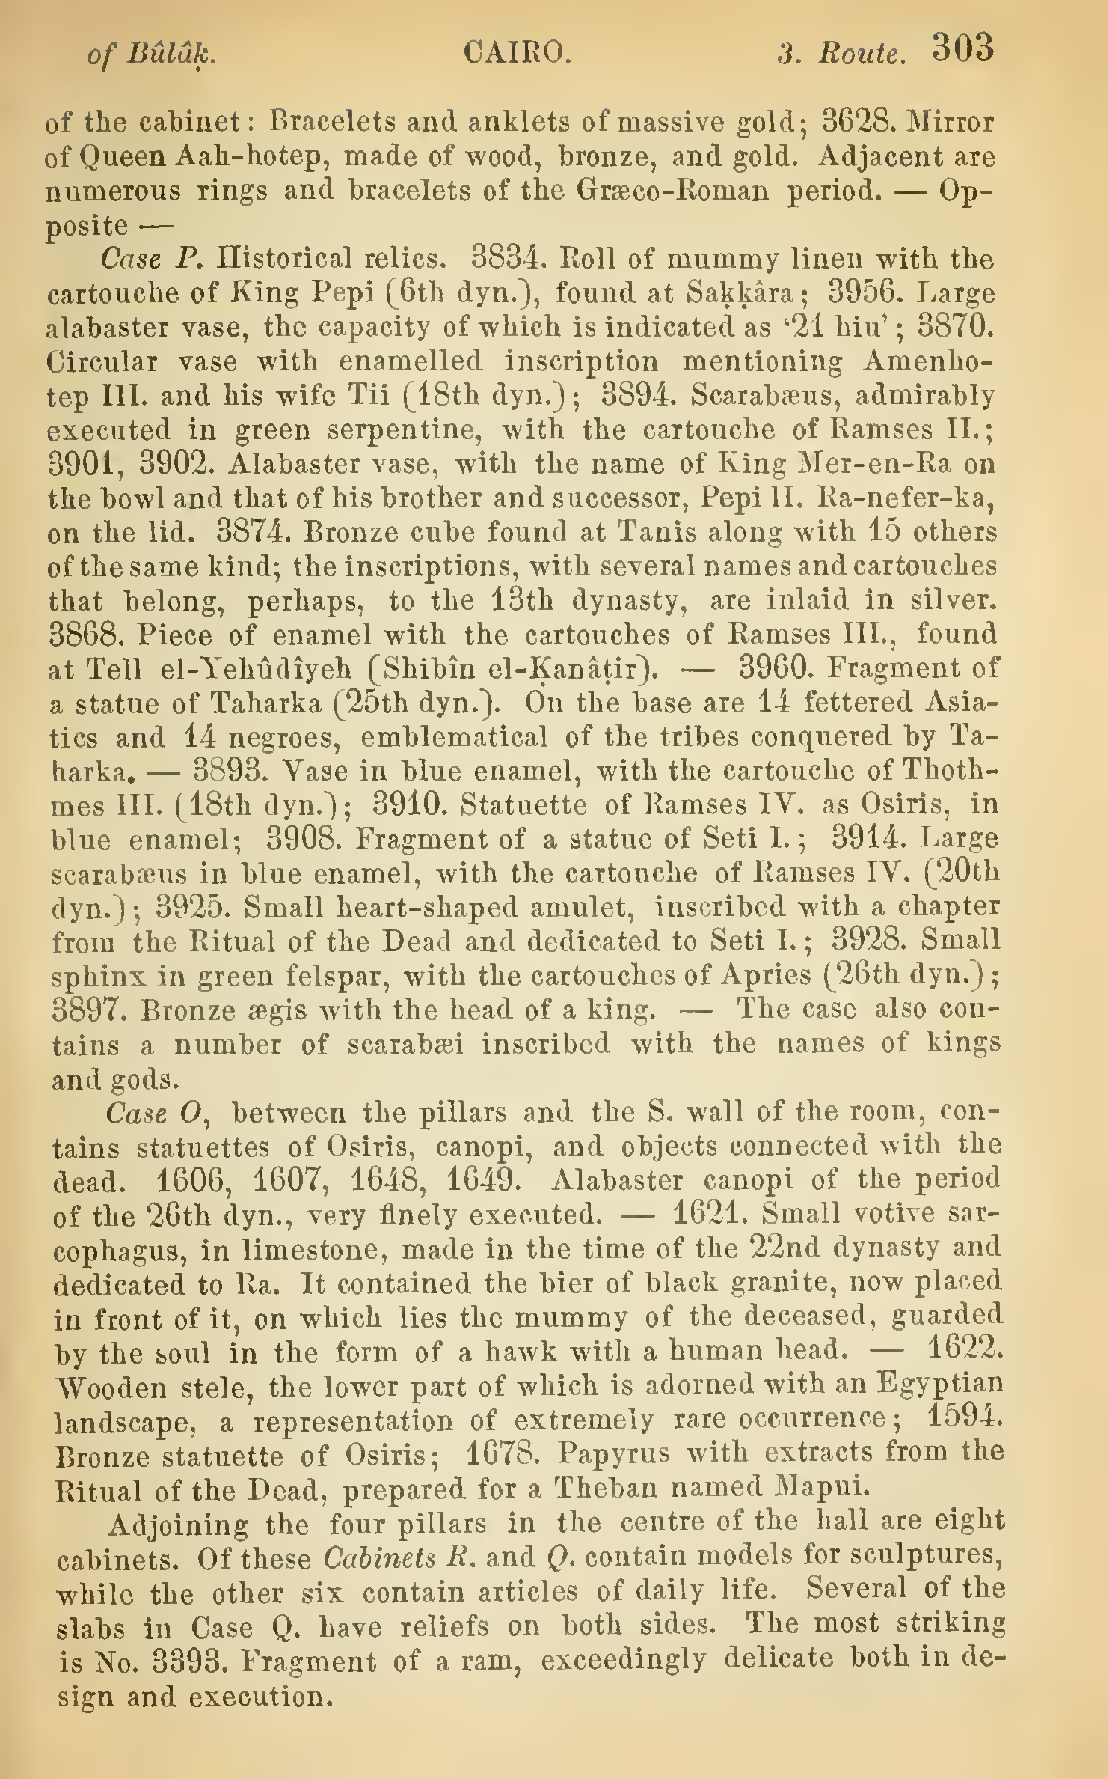 of Bûlâḳ. CAIRO. 3. Route. 303
of the cabinet: Bracelets and anklets of massive gold; 3628. Mirror
of Queen Aah-hotep, made of wood, bronze, and gold. Adjacent are
numerous rings and bracelets of the Græco-Roman period. — Op-
posite —
Case P. Historical relics. 3834. Roll of mummy linen with the
cartouche of King Pepi (6th dyn.), found at Saḳḳâra; 3956. Large
alabaster vase, the capacity of which is indicated as ‘21 hiu’; 3870.
Circular vase with enamelled inscription mentioning Amenho-
tep III. and his wife Tii (18th dyn.); 3894. Scarabæus, admirably
executed in green serpentine, with the cartouche of Ramses II.;
3901, 3902. Alabaster vase, with the name of King Mer-en-Ra on
the bowl and that of his brother and successor, Pepi II. Ra-nefer-ka,
on the lid. 3874. Bronze cube found at Tanis along with 15 others
of the same kind; the inscriptions, with several names and cartouches
that belong, perhaps, to the 13th dynasty, are inlaid in silver.
3868. Piece of enamel with the cartouches of Ramses III., found
at Tell el-Yehûdîyeh (Shibîn el-Ḳanâṭir). — 3960. Fragment of
a statue of Taharka (25th dyn.). On the base are 14 fettered Asia-
tics and 14 negroes, emblematical of the tribes conquered by Ta-
harka. — 3893. Vase in blue enamel, with the cartouche of Thoth-
mes III. (18th dyn.); 3910. Statuette of Ramses IV. as Osiris, in
blue enamel; 3908. Fragment of a statue of Seti I.; 3914. Large
scarabæus in blue enamel, with the cartouche of Ramses IV. (20th
dyn.); 3925. Small heart-shaped amulet, inscribed with a chapter
from the Ritual of the Dead and dedicated to Seti I.; 3928. Small
sphinx in green felspar, with the cartouches of Apries (26th dyn.);
3897. Bronze ægis with the head of a king. — The case also con-
tains a number of scarabæi inscribed with the names of kings
and gods.
Case O, between the pillars and the S. wall of the room, con-
tains statuettes of Osiris, canopi, and objects connected with the
dead. 1606, 1607, 1648, 1649. Alabaster canopi of the period
of the 26th dyn., very finely executed. — 1621. Small votive sar-
cophagus, in limestone, made in the time of the 22nd dynasty and
dedicated to Ra. It contained the bier of black granite, now placed
in front of it, on which lies the mummy of the deceased, guarded
by the soul in the form of a hawk with a human head. — 1622.
Wooden stele, the lower part of which is adorned with an Egyptian
landscape, a representation of extremely rare occurrence; 1594.
Bronze statuette of Osiris; 1678. Papyrus with extracts from the
Ritual of the Dead, prepared for a Theban named Mapui.
Adjoining the four pillars in the centre of the hall are eight
cabinets. Of these Cabinets R. and Q. contain models for sculptures,
while the other six contain articles of daily life. Several of the
slabs in Case Q. have reliefs on both sides. The most striking
is No. 3393. Fragment of a ram, exceedingly delicate both in de-
sign and execution.